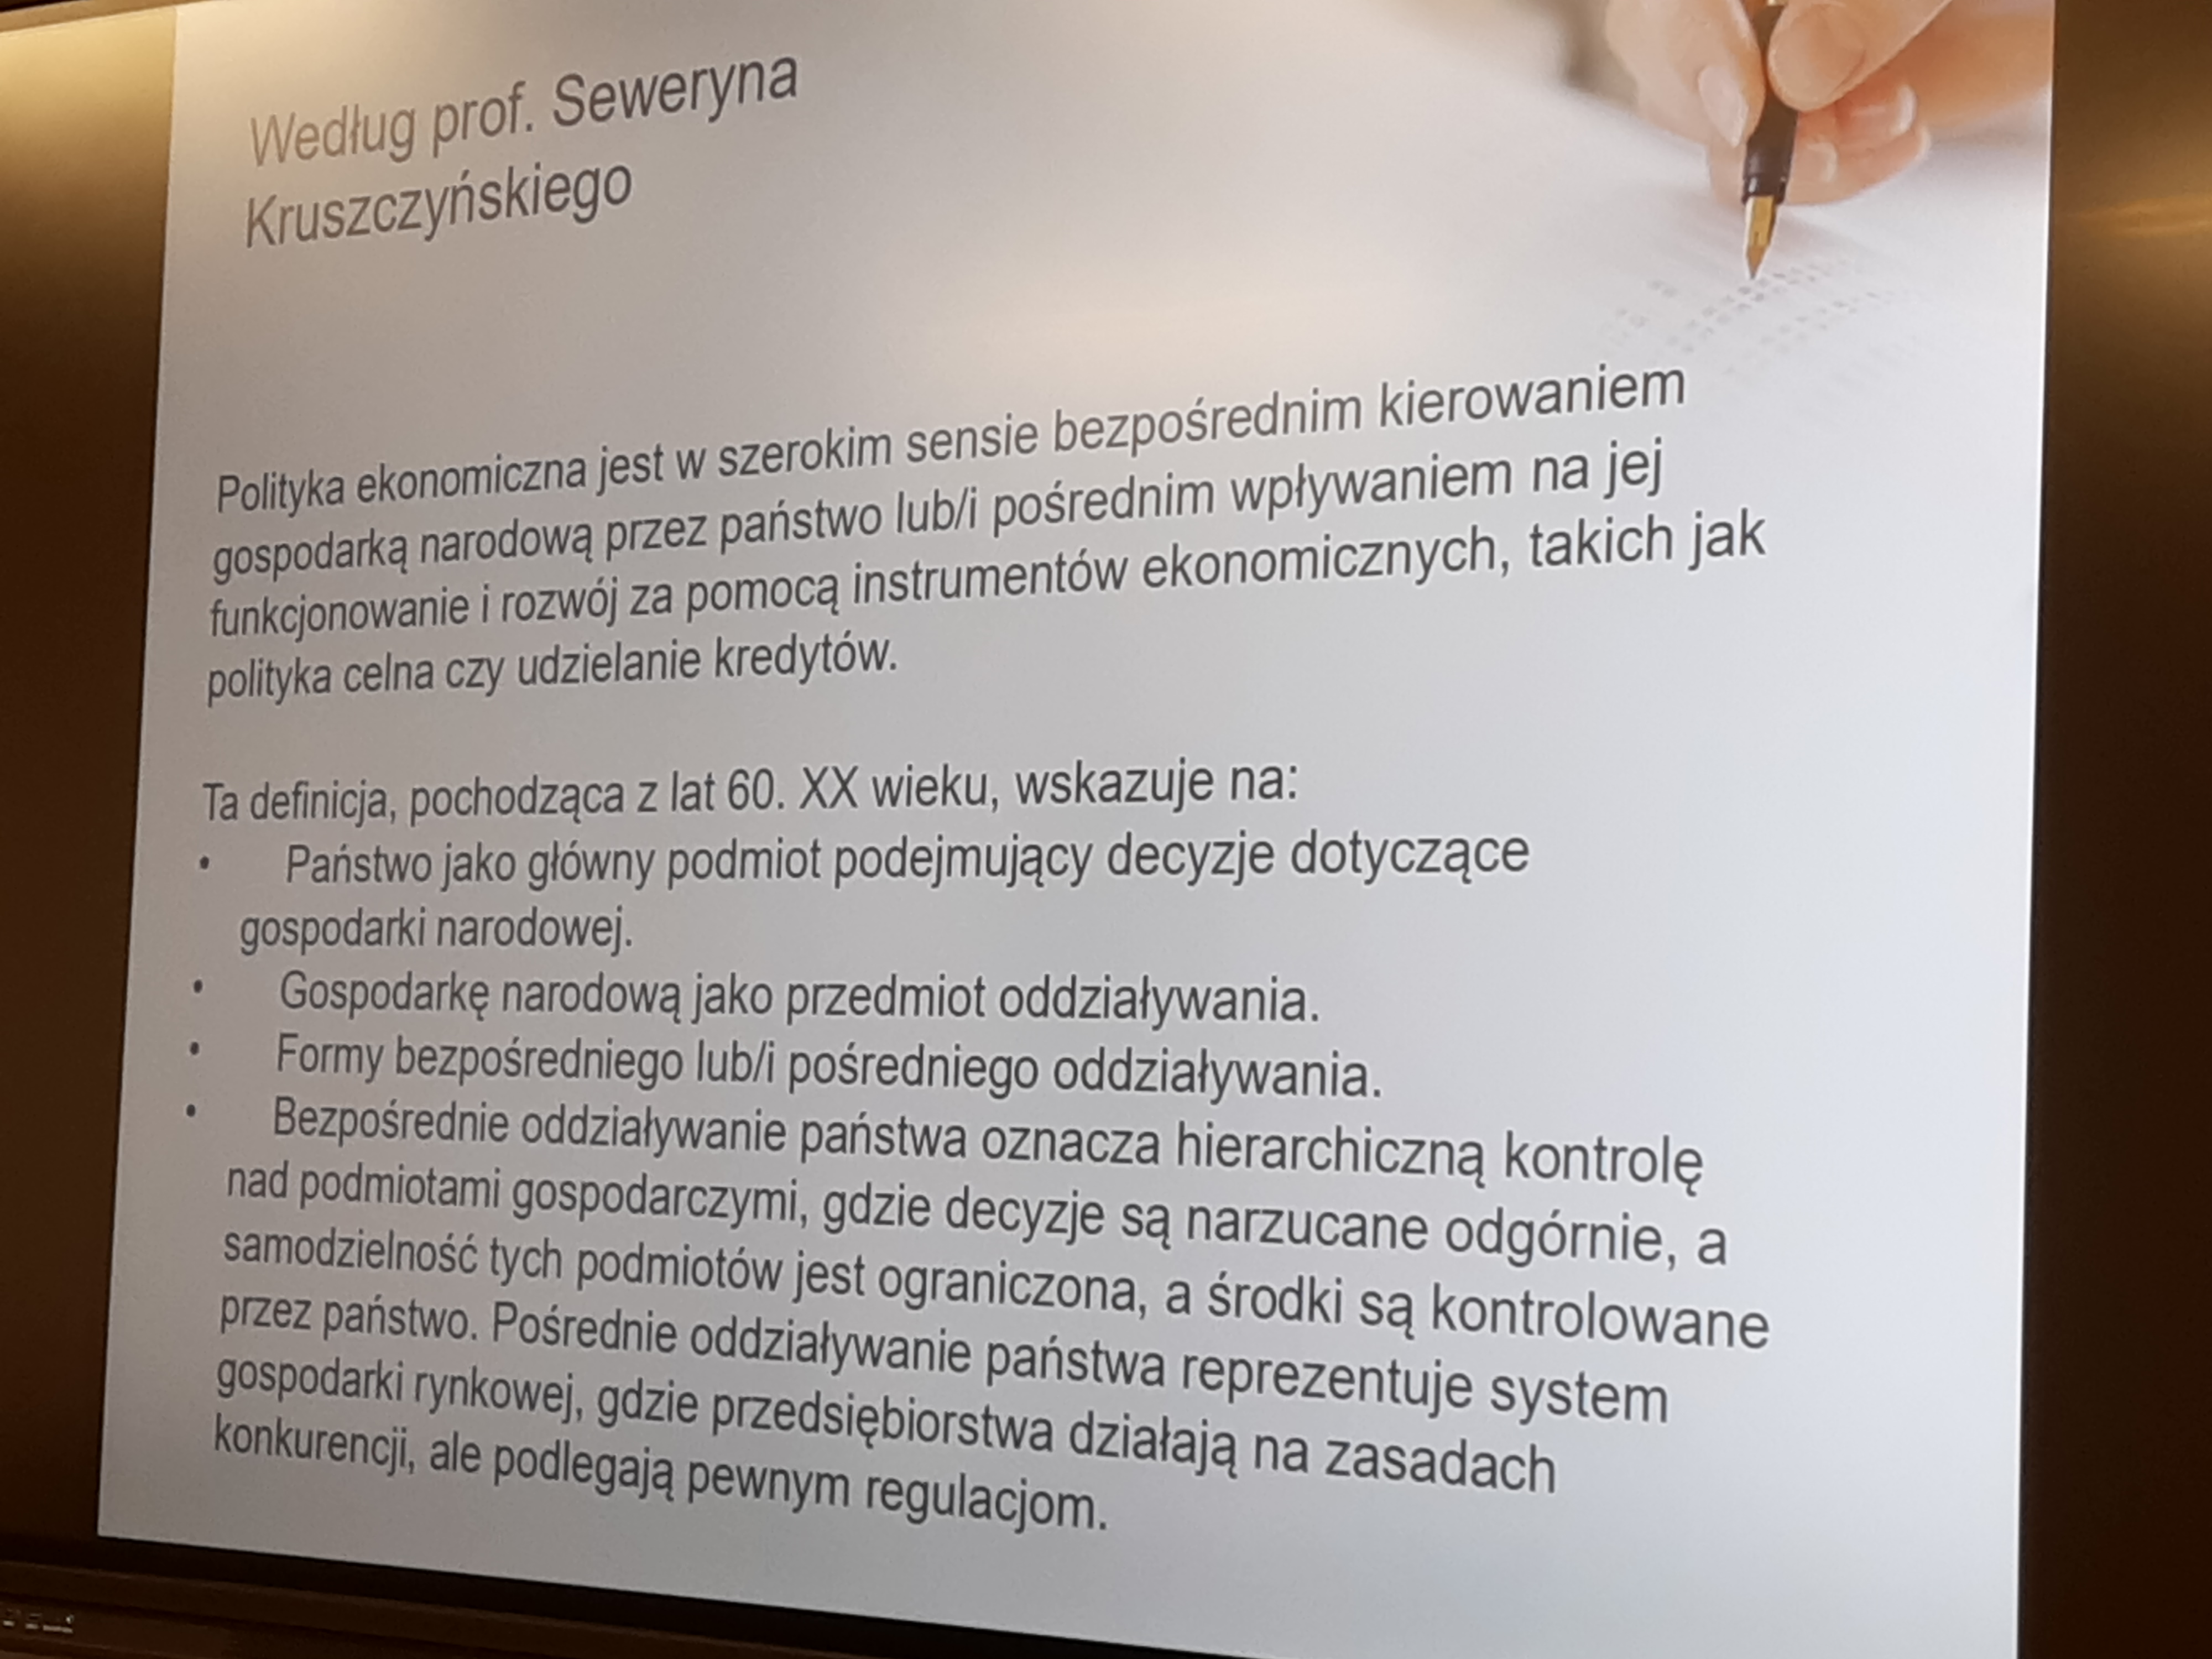 Według prof. Seweryna
Kruszczyńskiego
Polityka ekonomiczna jest w szerokim sensie bezpośrednim kierowaniem
gospodarką narodową przez państwo lub/i pośrednim wpływaniem na jej
funkcjonowanie i rozwój za pomocą instrumentów ekonomicznych, takich jak
polityka celna czy udzielanie kredytów.
Ta definicja, pochodząca z lat 60. XX wieku, wskazuje na:
• Państwo jako główny podmiot podejmujący decyzje dotyczące
gospodarki narodowej.
• Gospodarkę narodową jako przedmiot oddziaływania.
• Formy bezpośredniego lub/i pośredniego oddziaływania.
• Bezpośrednie oddziaływanie państwa oznacza hierarchiczną kontrolę
nad podmiotami gospodarczymi, gdzie decyzje są narzucane odgórnie, a
samodzielność tych podmiotów jest ograniczona, a środki są kontrolowane
przez państwo. Pośrednie oddziaływanie państwa reprezentuje system
gospodarki rynkowej, gdzie przedsiębiorstwa działają na zasadach
konkurencji, ale podlegają pewnym regulacjom.